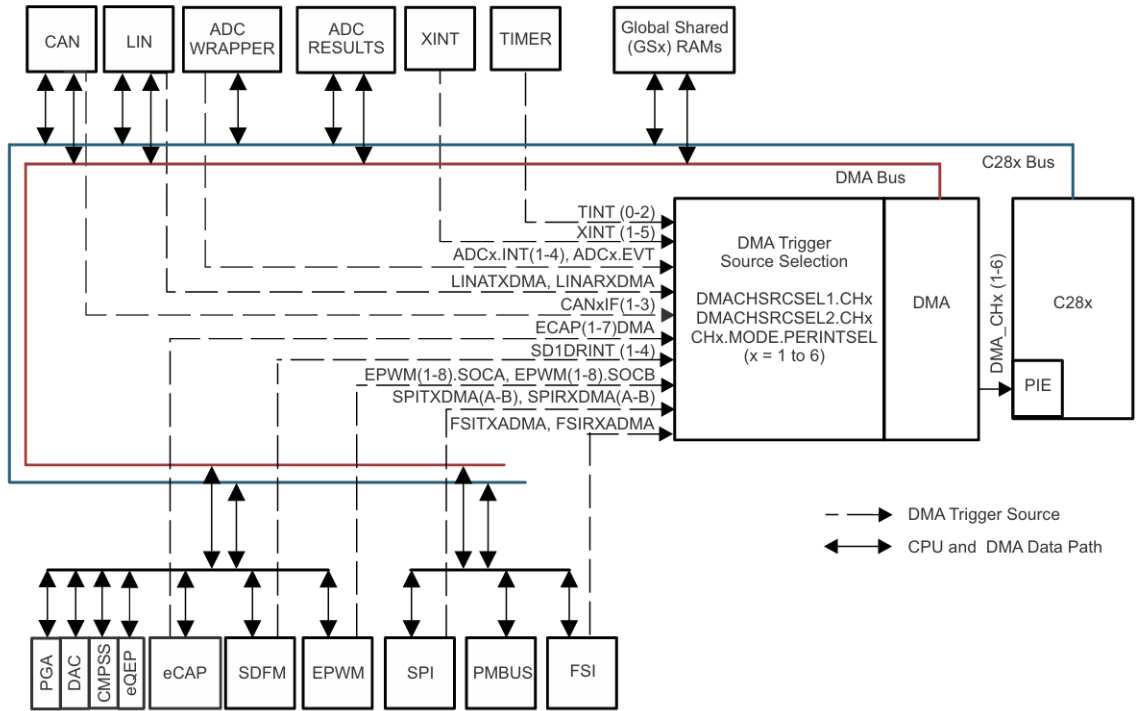 CAN
LIN
ADC
WRAPPER
ADC
RESULTS
XINT
TIMER
Global Shared
(GSx) RAMs
C28x Bus
DMA Bus
TINT (0-2)
XINT (1-5)
ADCx.INT(1-4), ADCx.EVT
LINATXDMA, LINARXDMA
CANxIF(1-3)
ECAP(1-7)DMA
SD1DRINT (1-4)
EPWM(1-8).SOCA, EPWM(1-8).SOCB
SPITXDMA(A-B), SPIRXDMA(A-B)
FSITXADMA, FSIRXADMA
DMA Trigger
Source Selection
DMACHSRCSEL1.CHx
DMACHSRCSEL2.CHx
CHx.MODE.PERINTSEL
(x = 1 to 6)
DMA
DMA_CHx (1-6)
C28x
PIE
DMA Trigger Source
CPU and DMA Data Path
PGA
DAC
CMPSS
eQEP
eCAP
SDFM
EPWM
SPI
PMBUS
FSI